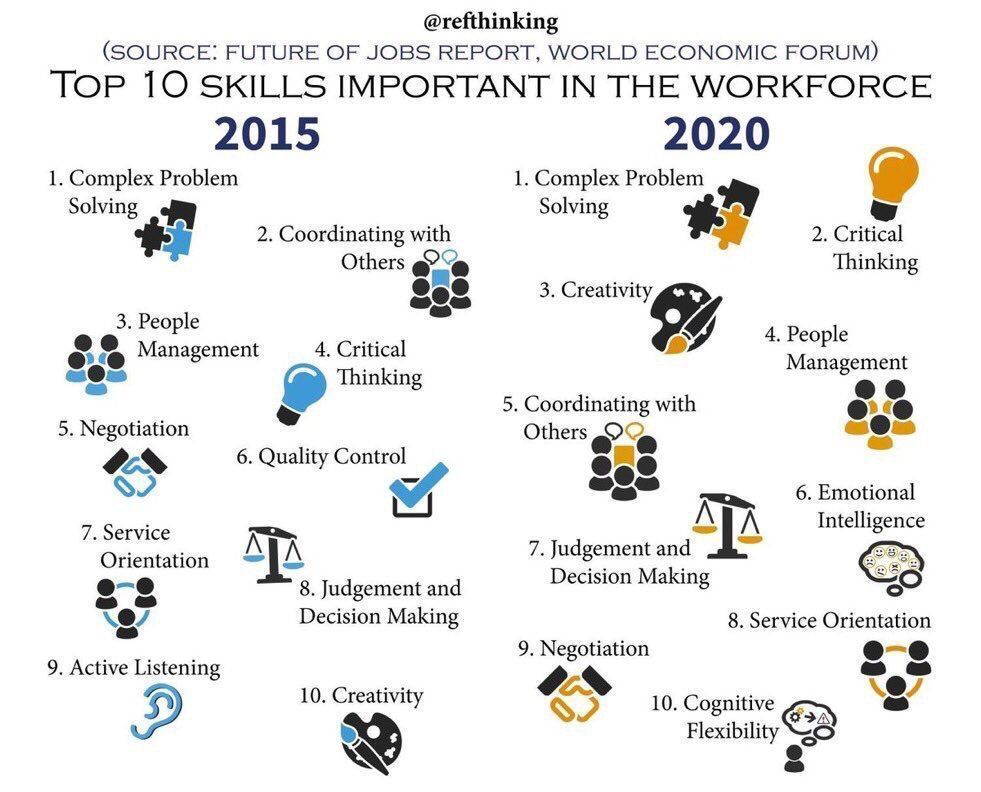 @refthinking
(SOURCE: FUTURE OF JOBS REPORT, WORLD ECONOMIC FORUM)
TOP 10 SKILLS IMPORTANT IN THE WORKFORCE
2015
1. Complex Problem
Solving
2. Coordinating with
Others
3. People
Management
4. Critical
Thinking
5. Negotiation
6. Quality Control
7. Service
Orientation
8. Judgement and
Decision Making
9. Active Listening
10. Creativity
2020
1. Complex Problem
Solving
2. Critical
Thinking
3. Creativity
4. People
Management
5. Coordinating with
Others
6. Emotional
Intelligence
7. Judgement and
Decision Making
8. Service Orientation
9. Negotiation
10. Cognitive
Flexibility